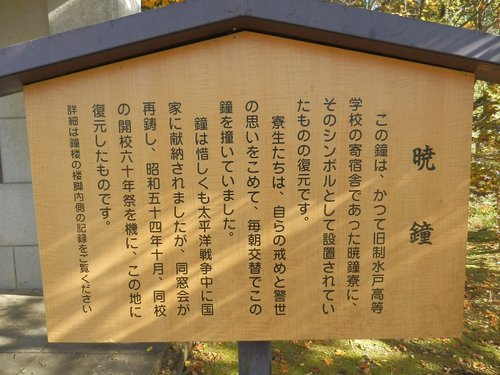 暁鐘
この鐘は、かつて旧制水戸高等
学校の寄宿舎であった暁鐘寮に、
そのシンボルとして設置されてい
たものの復元です。
寮生たちは、自らの戒めと警世
の思いをこめて、毎朝交替でこの
鐘を撞いていました。
鐘は惜しくも太平洋戦争中に国
家に献納されましたが、同窓会が
再鋳し、昭和五十四年十月、同校
の開校六十年祭を機に、この地に
復元したものです。
詳細は鐘楼の楼脚内側の記録をご覧ください